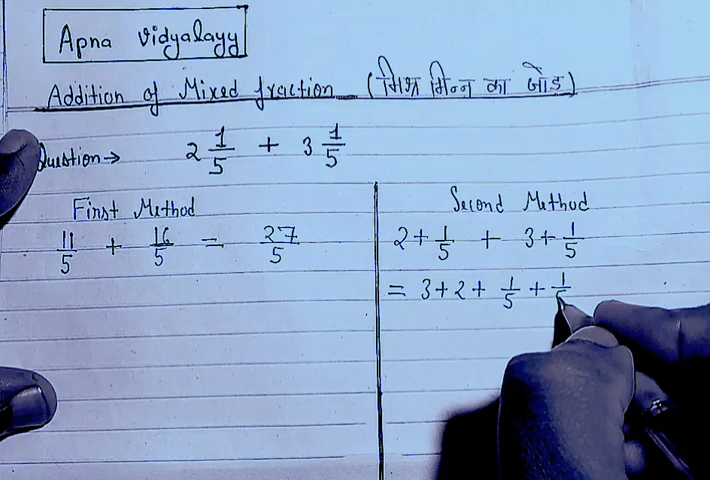 Apna Vidyalayy
Addition of Mixed fraction (मिश्र भिन्न का जोड़)
Question → 2 1/5 + 3 1/5
First Method
11/5 + 16/5 = 27/5
Second Method
2 + 1/5 + 3 + 1/5
= 3 + 2 + 1/5 + 1/5